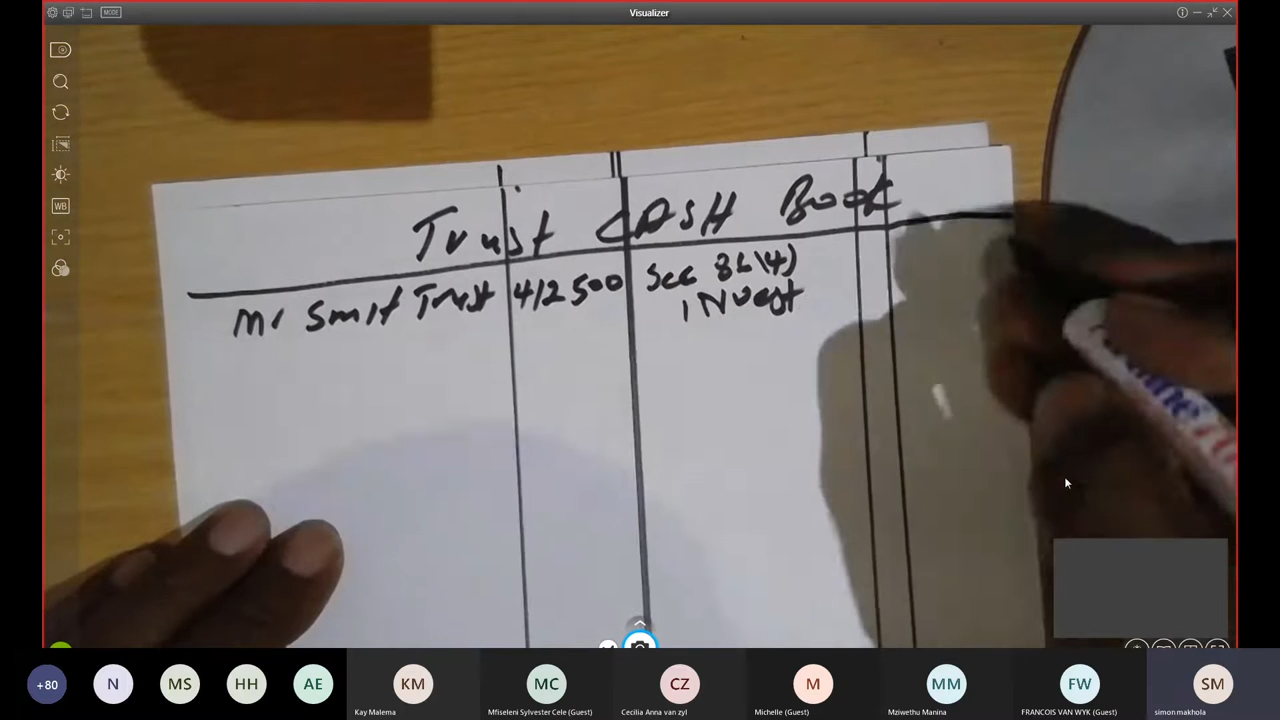 Visualizer
MODE
WB
Trust CASH Book
Mr Smit Trust 412 500 Sec 86(4)
INvest
+80
N
MS
HH
AE
KM
MC
CZ
M
MM
FW
SM
Kay Malema
Mfiseleni Sylvester Cele (Guest)
Cecilia Anna van zyl
Michelle (Guest)
Mziwethu Manina
FRANCOIS VAN WYK (Guest)
simon makhola